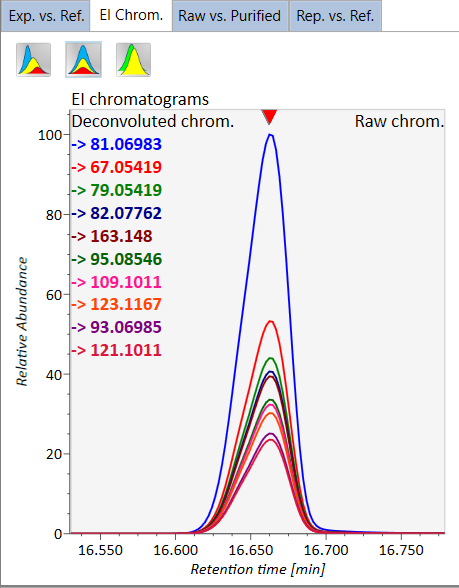 Exp. vs. Ref. EI Chrom. Raw vs. Purified Rep. vs. Ref.
EI chromatograms
Deconvoluted chrom. Raw chrom.
-> 81.06983
-> 67.05419
-> 79.05419
-> 82.07762
-> 163.148
-> 95.08546
-> 109.1011
-> 123.1167
-> 93.06985
-> 121.1011
Relative Abundance
100
80
60
40
20
0
16.550 16.600 16.650 16.700 16.750
Retention time [min]